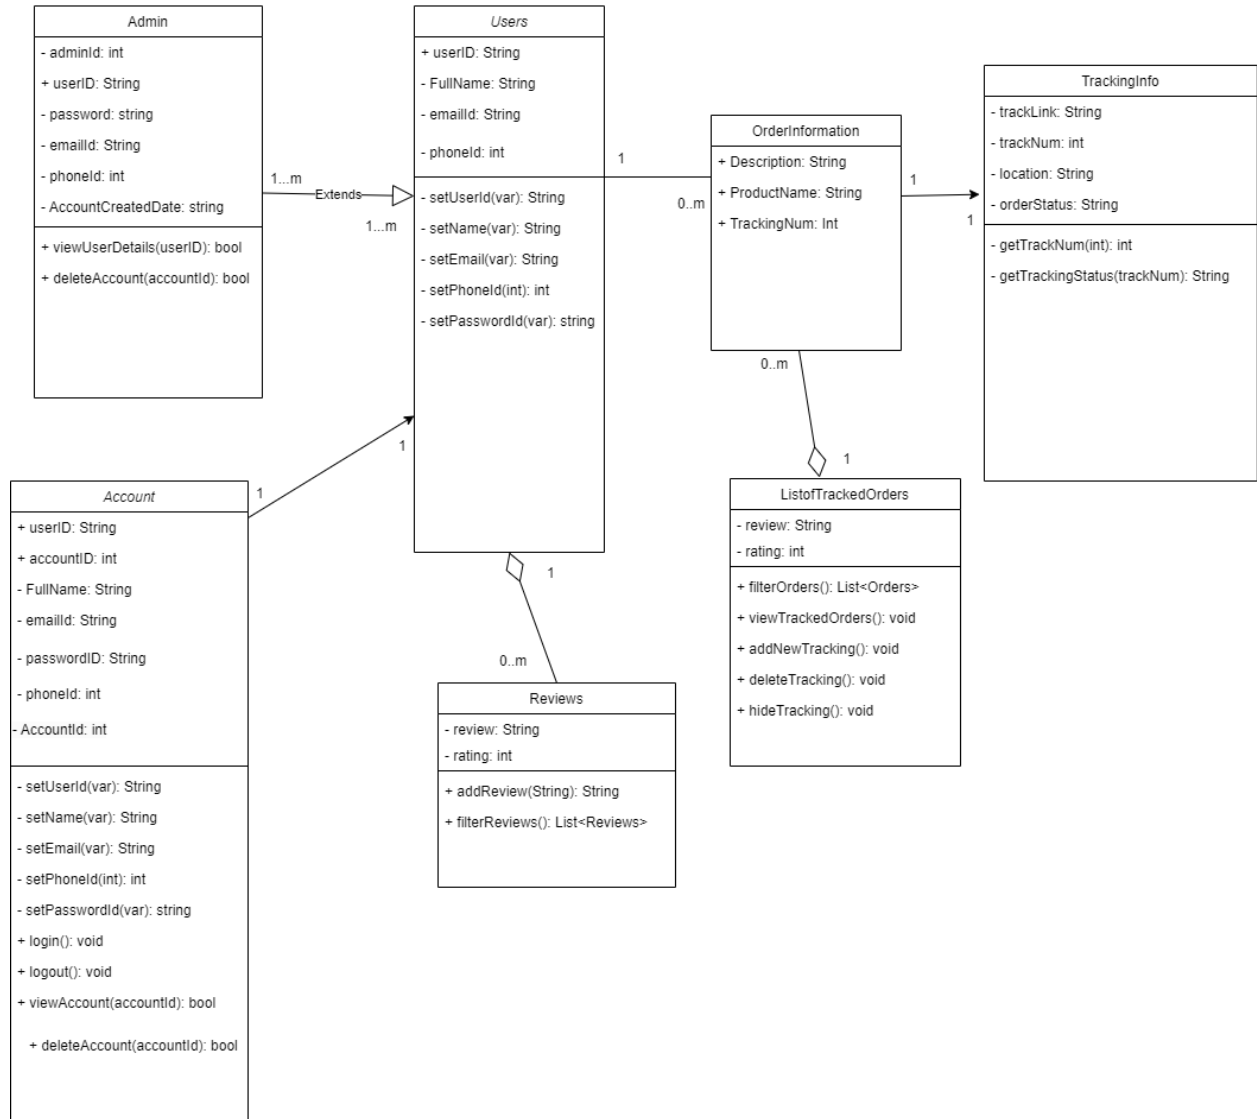 Admin
- adminId: int
+ userID: String
- password: string
- emailId: String
- phoneId: int
- AccountCreatedDate: string
+ viewUserDetails(userID): bool
+ deleteAccount(accountId): bool
1...m
Extends
1...m
Users
+ userID: String
- FullName: String
- emailId: String
- phoneId: int
- setUserId(var): String
- setName(var): String
- setEmail(var): String
- setPhoneId(int): int
- setPasswordId(var): string
1
0..m
OrderInformation
+ Description: String
+ ProductName: String
+ TrackingNum: Int
1
1
TrackingInfo
- trackLink: String
- trackNum: int
- location: String
- orderStatus: String
- getTrackNum(int): int
- getTrackingStatus(trackNum): String
0..m
1
ListofTrackedOrders
- review: String
- rating: int
+ filterOrders(): List<Orders>
+ viewTrackedOrders(): void
+ addNewTracking(): void
+ deleteTracking(): void
+ hideTracking(): void
1
1
Account
+ userID: String
+ accountID: int
- FullName: String
- emailId: String
- passwordID: String
- phoneId: int
- AccountId: int
- setUserId(var): String
- setName(var): String
- setEmail(var): String
- setPhoneId(int): int
- setPasswordId(var): string
+ login(): void
+ logout(): void
+ viewAccount(accountId): bool
+ deleteAccount(accountId): bool
1
0..m
Reviews
- review: String
- rating: int
+ addReview(String): String
+ filterReviews(): List<Reviews>